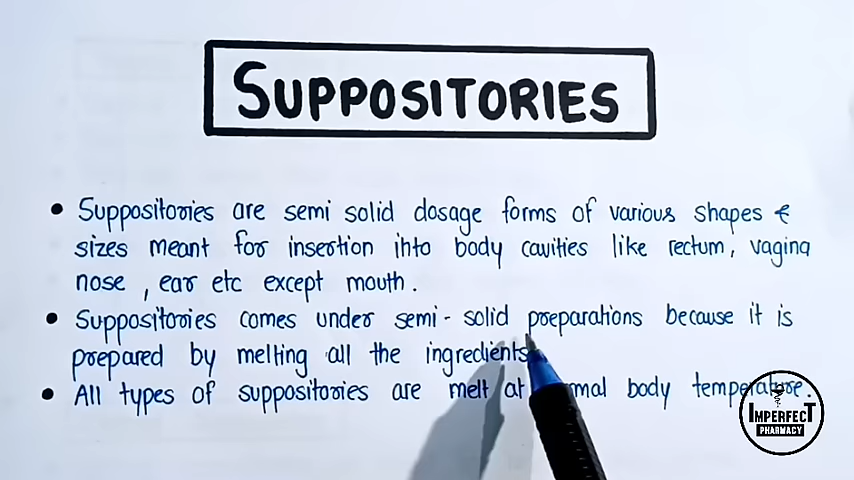 SUPPOSITORIES
• Suppositories are semi solid dosage forms of various shapes &
sizes meant for insertion into body cavities like rectum, vaging
nose, ear etc except mouth.
• Suppositories comes under semi-solid preparations because it is
prepared by melting all the ingredients
• All types of suppositories are melt at body temperature.
IMPERFECT
PHARMACY